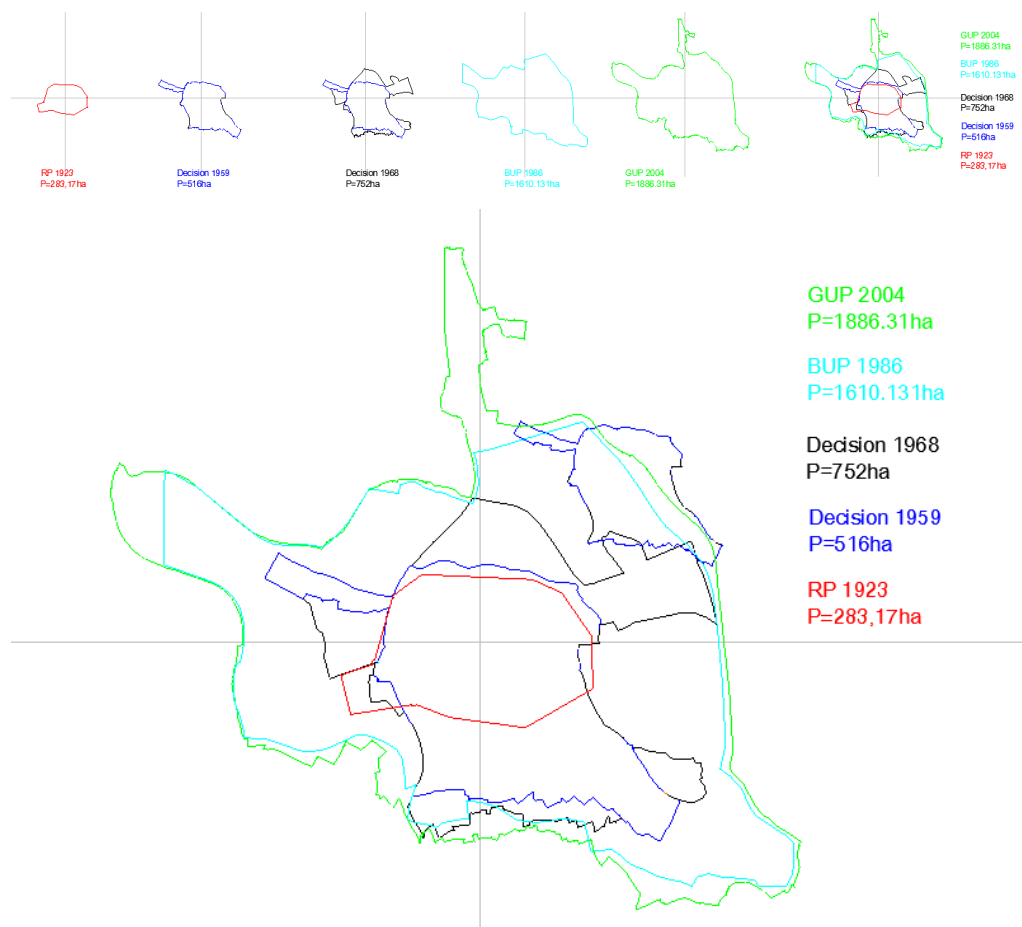 GUP 2004
P=1886.31ha
BUP 1986
P=1610.131ha
Decision 1968
P=752ha
Decision 1959
P=516ha
RP 1923
P=283,17ha
RP 1923
P=283,17ha
Decision 1959
P=516ha
Decision 1968
P=752ha
BUP 1986
P=1610.131ha
GUP 2004
P=1886.31ha
GUP 2004
P=1886.31ha
BUP 1986
P=1610.131ha
Decision 1968
P=752ha
Decision 1959
P=516ha
RP 1923
P=283,17ha